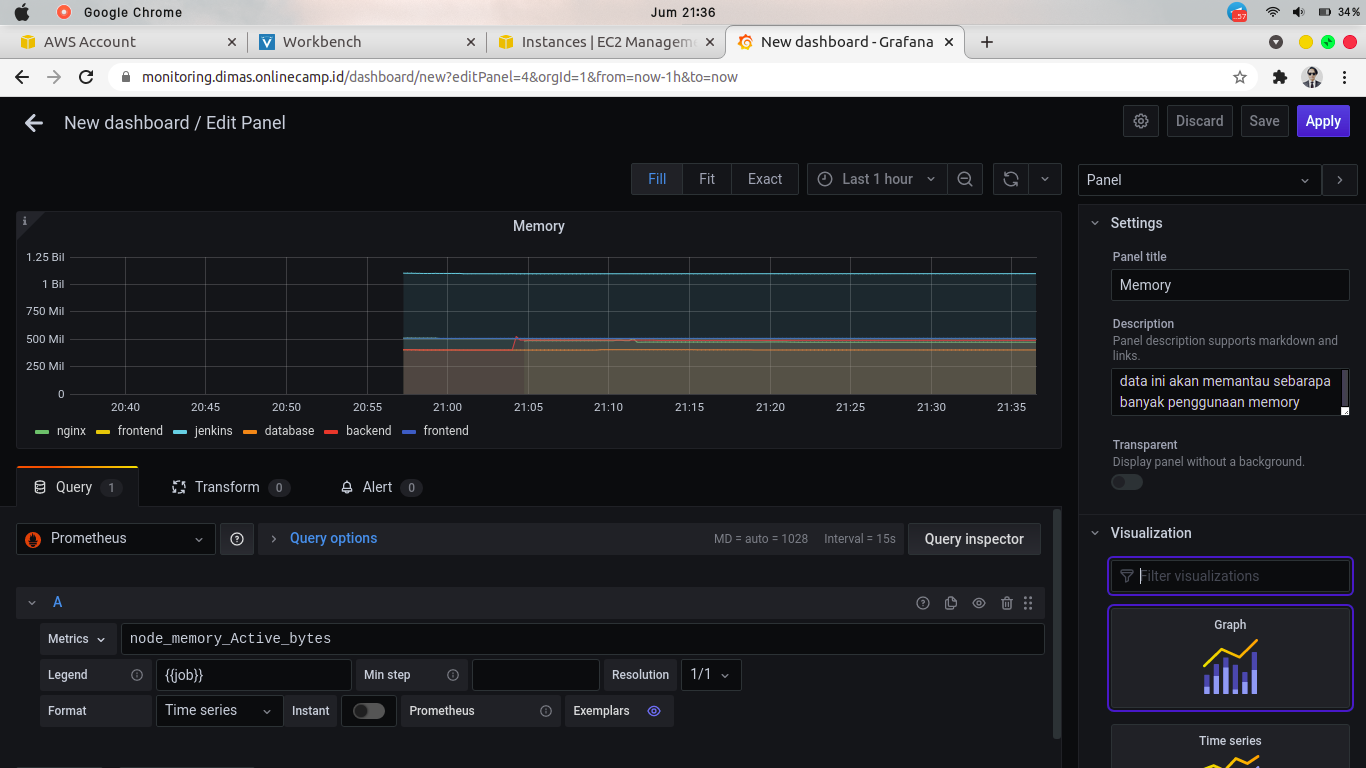 Google Chrome
Jum 21:36
57
34%
AWS Account
Workbench
Instances | EC2 Managem
New dashboard - Grafana
monitoring.dimas.onlinecamp.id/dashboard/new?editPanel=4&orgId=1&from=now-1h&to=now
New dashboard / Edit Panel
Discard
Save
Apply
Fill
Fit
Exact
Last 1 hour
Panel
Memory
1.25 Bil
1 Bil
750 Mil
500 Mil
250 Mil
0
20:40 20:45 20:50 20:55 21:00 21:05 21:10 21:15 21:20 21:25 21:30 21:35
nginx frontend jenkins database backend frontend
Settings
Panel title
Memory
Description
Panel description supports markdown and
links.
data ini akan memantau sebarapa
banyak penggunaan memory
Transparent
Display panel without a background.
Query 1
Transform 0
Alert 0
Prometheus
Query options
MD = auto = 1028
Interval = 15s
Query inspector
A
Metrics
node_memory_Active_bytes
Legend
{{job}}
Min step
Resolution
1/1
Format
Time series
Instant
Prometheus
Exemplars
Visualization
Filter visualizations
Graph
Time series